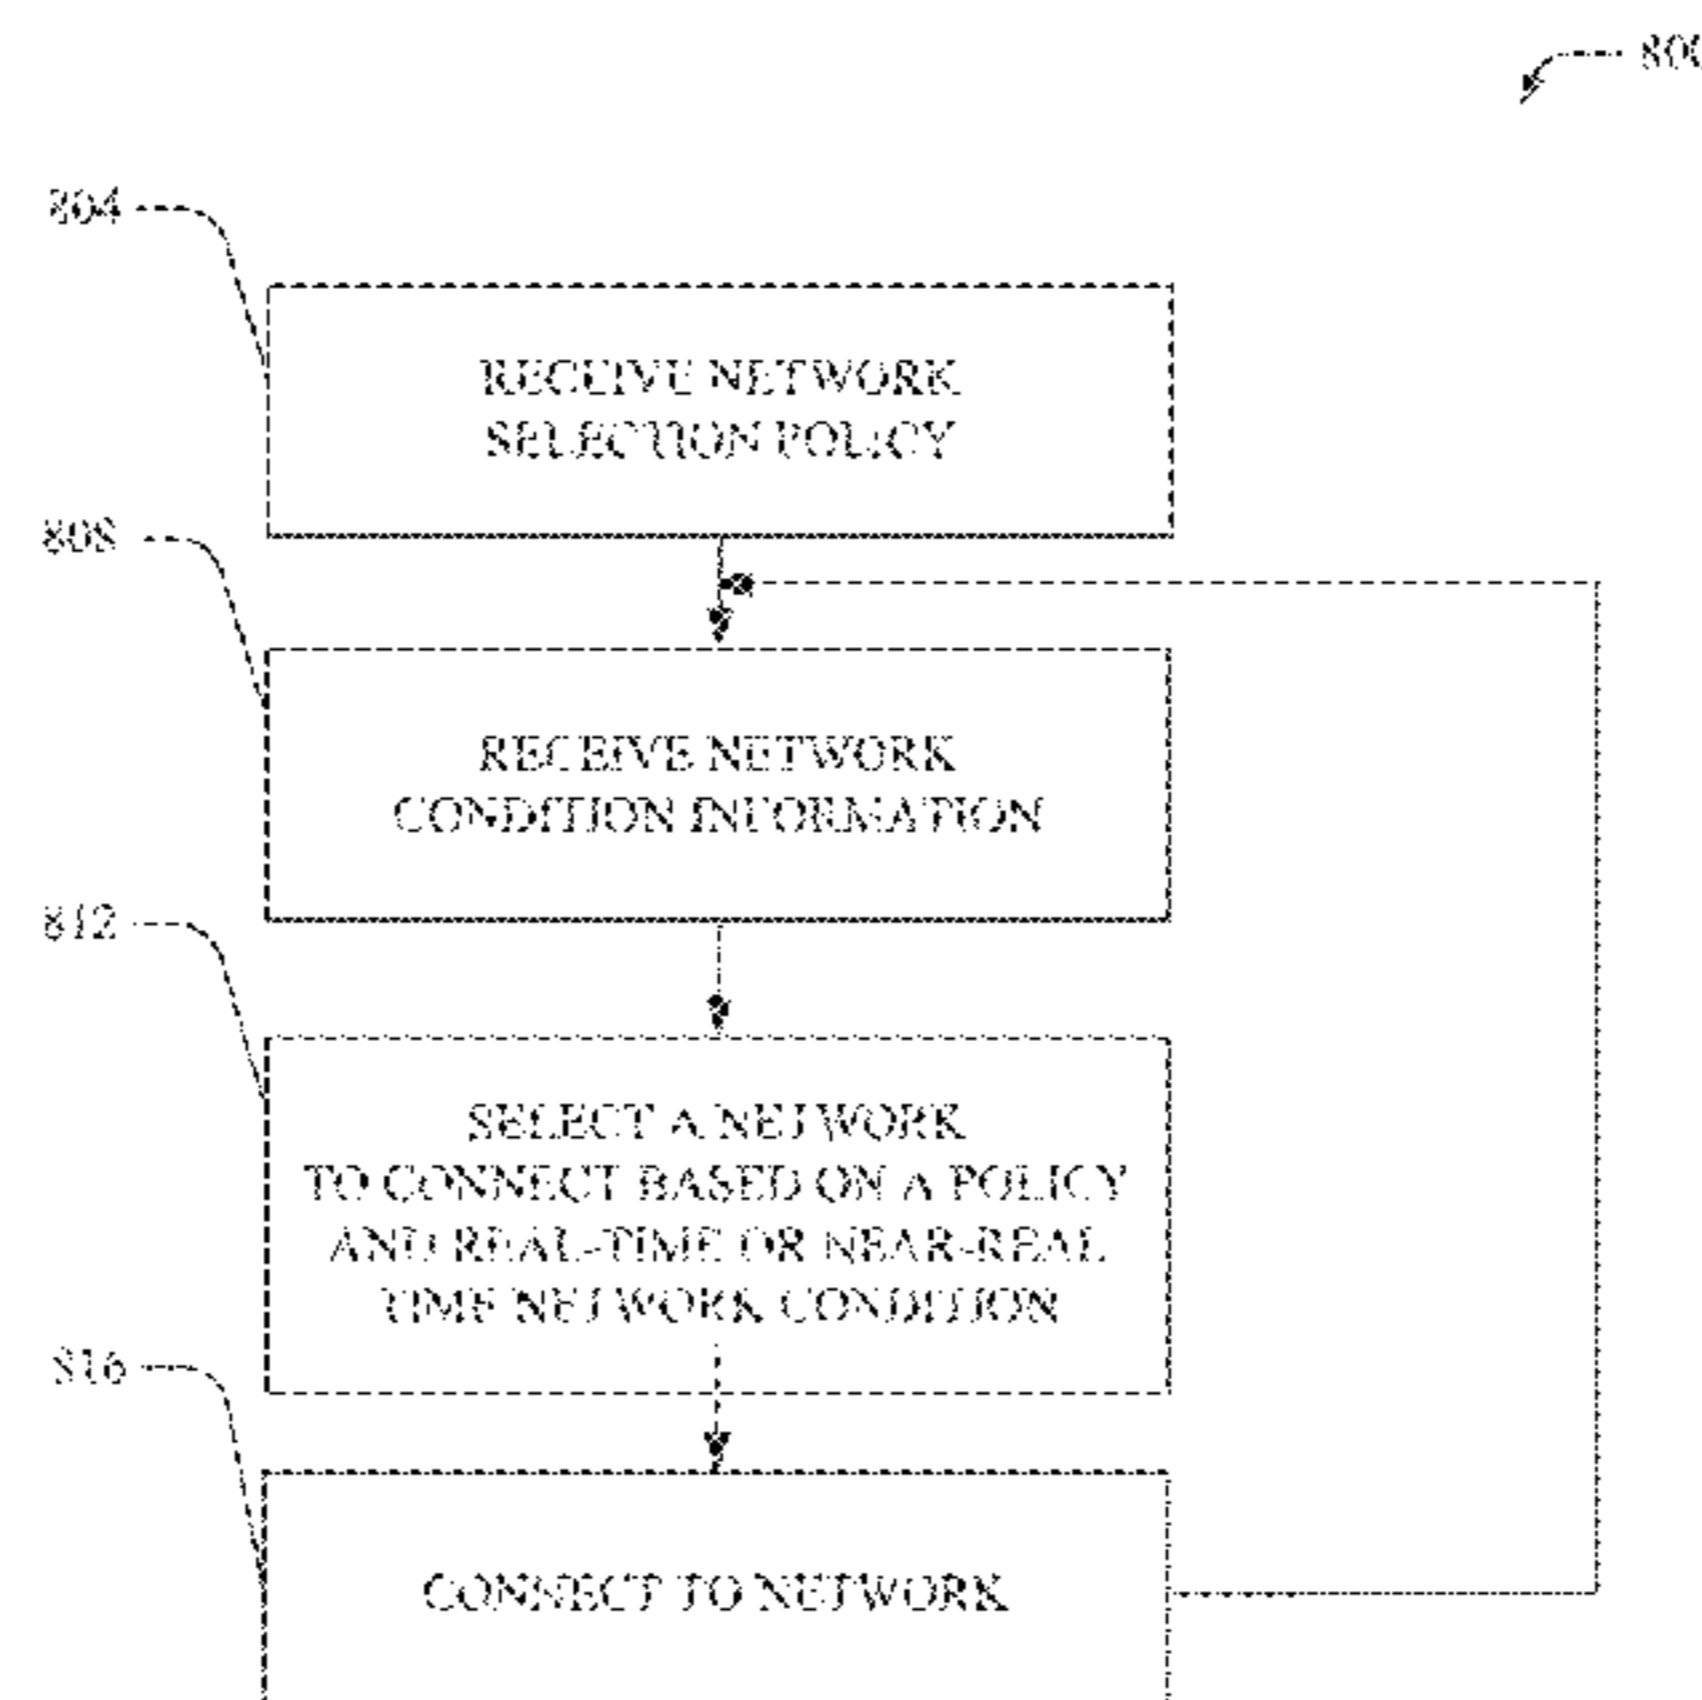 800
804
RECEIVE NETWORK
SELECTION POLICY
808
RECEIVE NETWORK
CONDITION INFORMATION
812
SELECT A NETWORK
TO CONNECT BASED ON A POLICY
AND REAL-TIME OR NEAR-REAL
TIME NETWORK CONDITION
816
CONNECT TO NETWORK